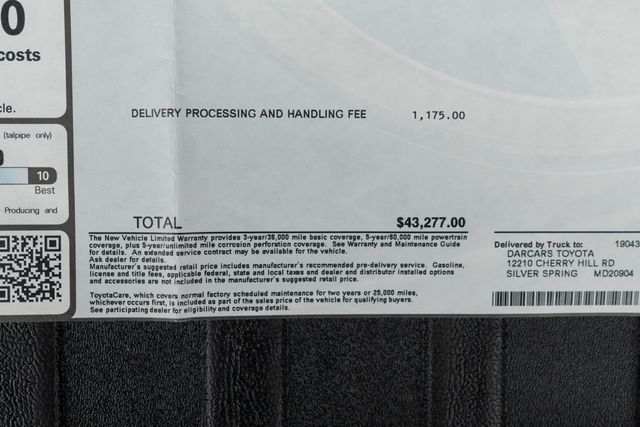 0
costs
cle.
(tailpipe only)
10
Best
Producing and
DELIVERY PROCESSING AND HANDLING FEE 1,175.00
TOTAL $43,277.00
The New Vehicle Limited Warranty provides 3-year/36,000 mile basic coverage, 5-year/60,000 mile powertrain
coverage, plus 5-year/unlimited mile corrosion perforation coverage. See Warranty and Maintenance Guide
for details. An extended service contract may be available for the vehicle.
Ask dealer for details.
Manufacturer's suggested retail price includes manufacturer's recommended pre-delivery service. Gasoline,
license and title fees, applicable federal, state and local taxes and dealer and distributor installed options
and accessories are not included in the manufacturer's suggested retail price.
ToyotaCare, which covers normal factory scheduled maintenance for two years or 25,000 miles,
whichever occurs first, is included as part of the sales price of the vehicle for qualifying buyers.
See participating dealer for eligibility and coverage details.
Delivered by Truck to: 19043
DARCARS TOYOTA
12210 CHERRY HILL RD
SILVER SPRING MD20904